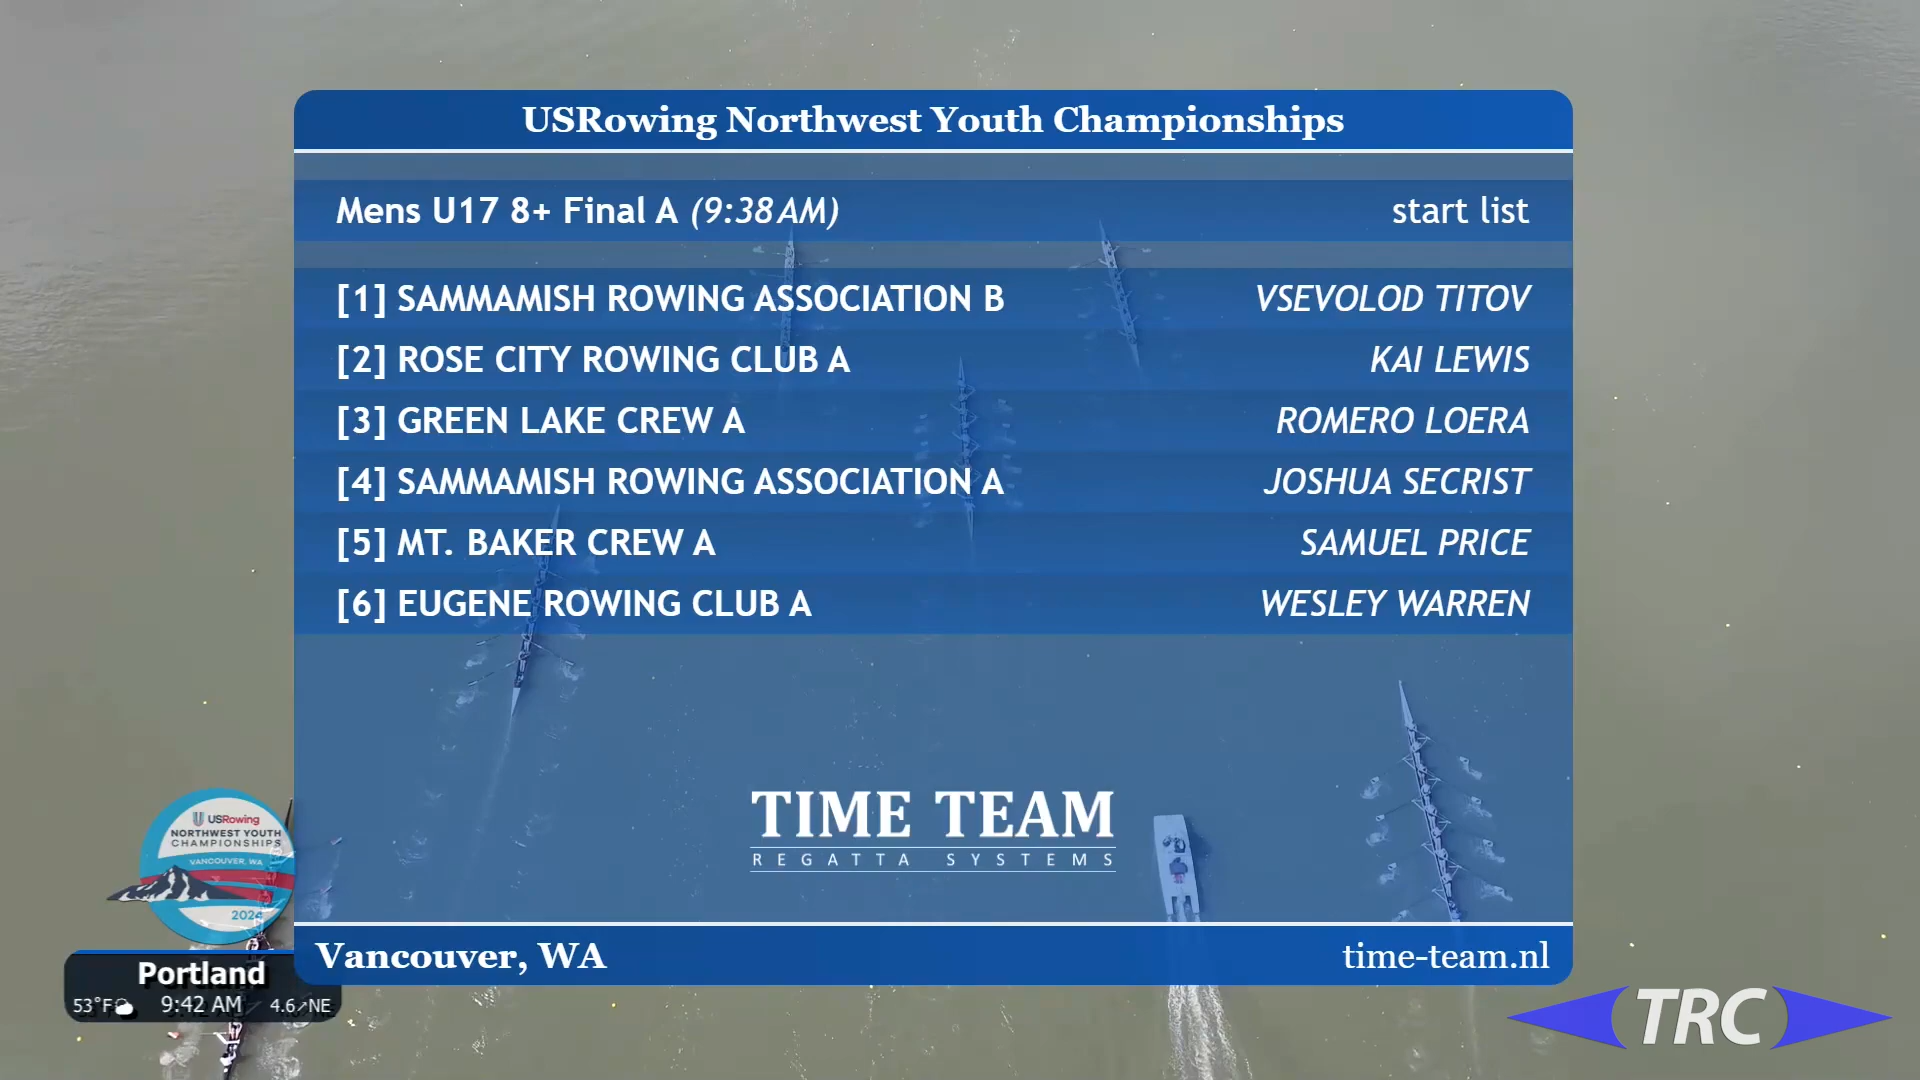 USRowing Northwest Youth Championships
Mens U17 8+ Final A (9:38 AM) start list
[1] SAMMAMISH ROWING ASSOCIATION B VSEVOLOD TITOV
[2] ROSE CITY ROWING CLUB A KAI LEWIS
[3] GREEN LAKE CREW A ROMERO LOERA
[4] SAMMAMISH ROWING ASSOCIATION A JOSHUA SECRIST
[5] MT. BAKER CREW A SAMUEL PRICE
[6] EUGENE ROWING CLUB A WESLEY WARREN
TIME TEAM
REGATTA SYSTEMS
USRowing
NORTHWEST YOUTH
CHAMPIONSHIPS
VANCOUVER, WA
2024
Vancouver, WA time-team.nl
Portland
53°F 9:42 AM 4.6↗NE
TRC